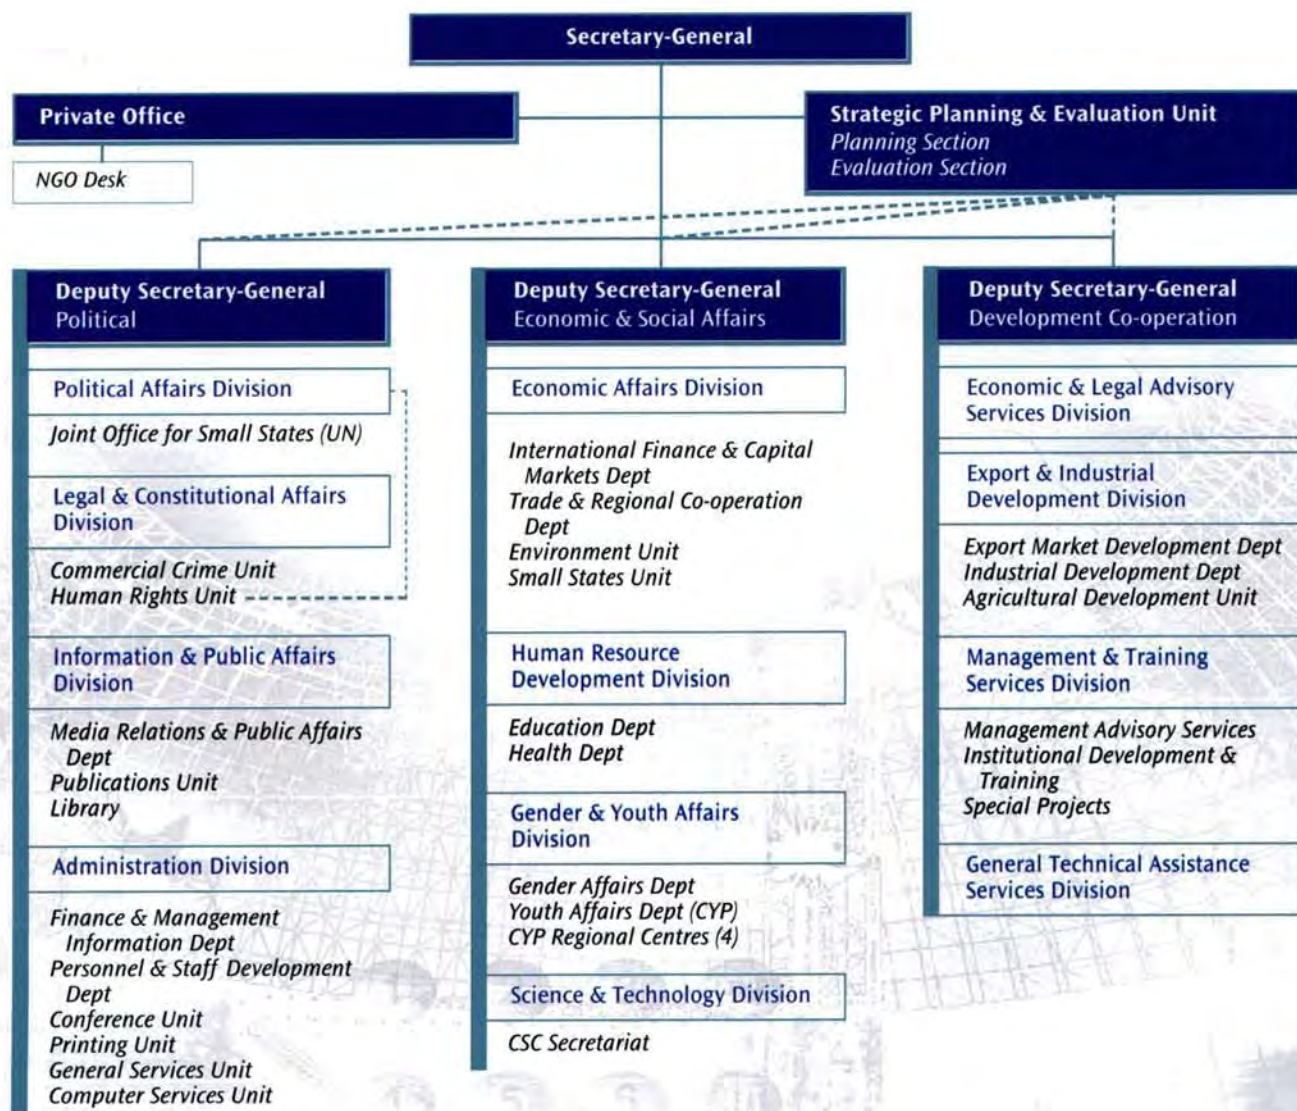 Secretary-General
Private Office
NGO Desk
Strategic Planning & Evaluation Unit
Planning Section
Evaluation Section
Deputy Secretary-General
Political
Political Affairs Division
Joint Office for Small States (UN)
Legal & Constitutional Affairs
Division
Commercial Crime Unit
Human Rights Unit
Information & Public Affairs
Division
Media Relations & Public Affairs
Dept
Publications Unit
Library
Administration Division
Finance & Management
Information Dept
Personnel & Staff Development
Dept
Conference Unit
Printing Unit
General Services Unit
Computer Services Unit
Deputy Secretary-General
Economic & Social Affairs
Economic Affairs Division
International Finance & Capital
Markets Dept
Trade & Regional Co-operation
Dept
Environment Unit
Small States Unit
Human Resource
Development Division
Education Dept
Health Dept
Gender & Youth Affairs
Division
Gender Affairs Dept
Youth Affairs Dept (CYP)
CYP Regional Centres (4)
Science & Technology Division
CSC Secretariat
Deputy Secretary-General
Development Co-operation
Economic & Legal Advisory
Services Division
Export & Industrial
Development Division
Export Market Development Dept
Industrial Development Dept
Agricultural Development Unit
Management & Training
Services Division
Management Advisory Services
Institutional Development &
Training
Special Projects
General Technical Assistance
Services Division